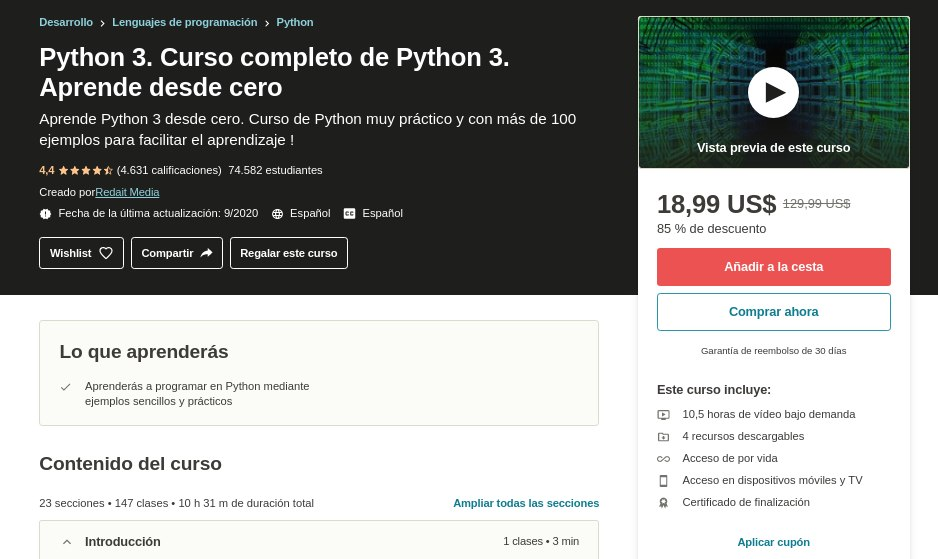 Desarrollo > Lenguajes de programación > Python
Python 3. Curso completo de Python 3.
Aprende desde cero
Aprende Python 3 desde cero. Curso de Python muy práctico y con más de 100
ejemplos para facilitar el aprendizaje !
4,4 (4.631 calificaciones) 74.582 estudiantes
Creado por Redait Media
Fecha de la última actualización: 9/2020 Español CC Español
Wishlist Compartir Regalar este curso
Vista previa de este curso
18,99 US$ 129,99 US$
85 % de descuento
Añadir a la cesta
Comprar ahora
Garantía de reembolso de 30 días
Este curso incluye:
10,5 horas de vídeo bajo demanda
4 recursos descargables
Acceso de por vida
Acceso en dispositivos móviles y TV
Certificado de finalización
Aplicar cupón
Lo que aprenderás
Aprenderás a programar en Python mediante
ejemplos sencillos y prácticos
Contenido del curso
23 secciones • 147 clases • 10 h 31 m de duración total Ampliar todas las secciones
Introducción 1 clases • 3 min